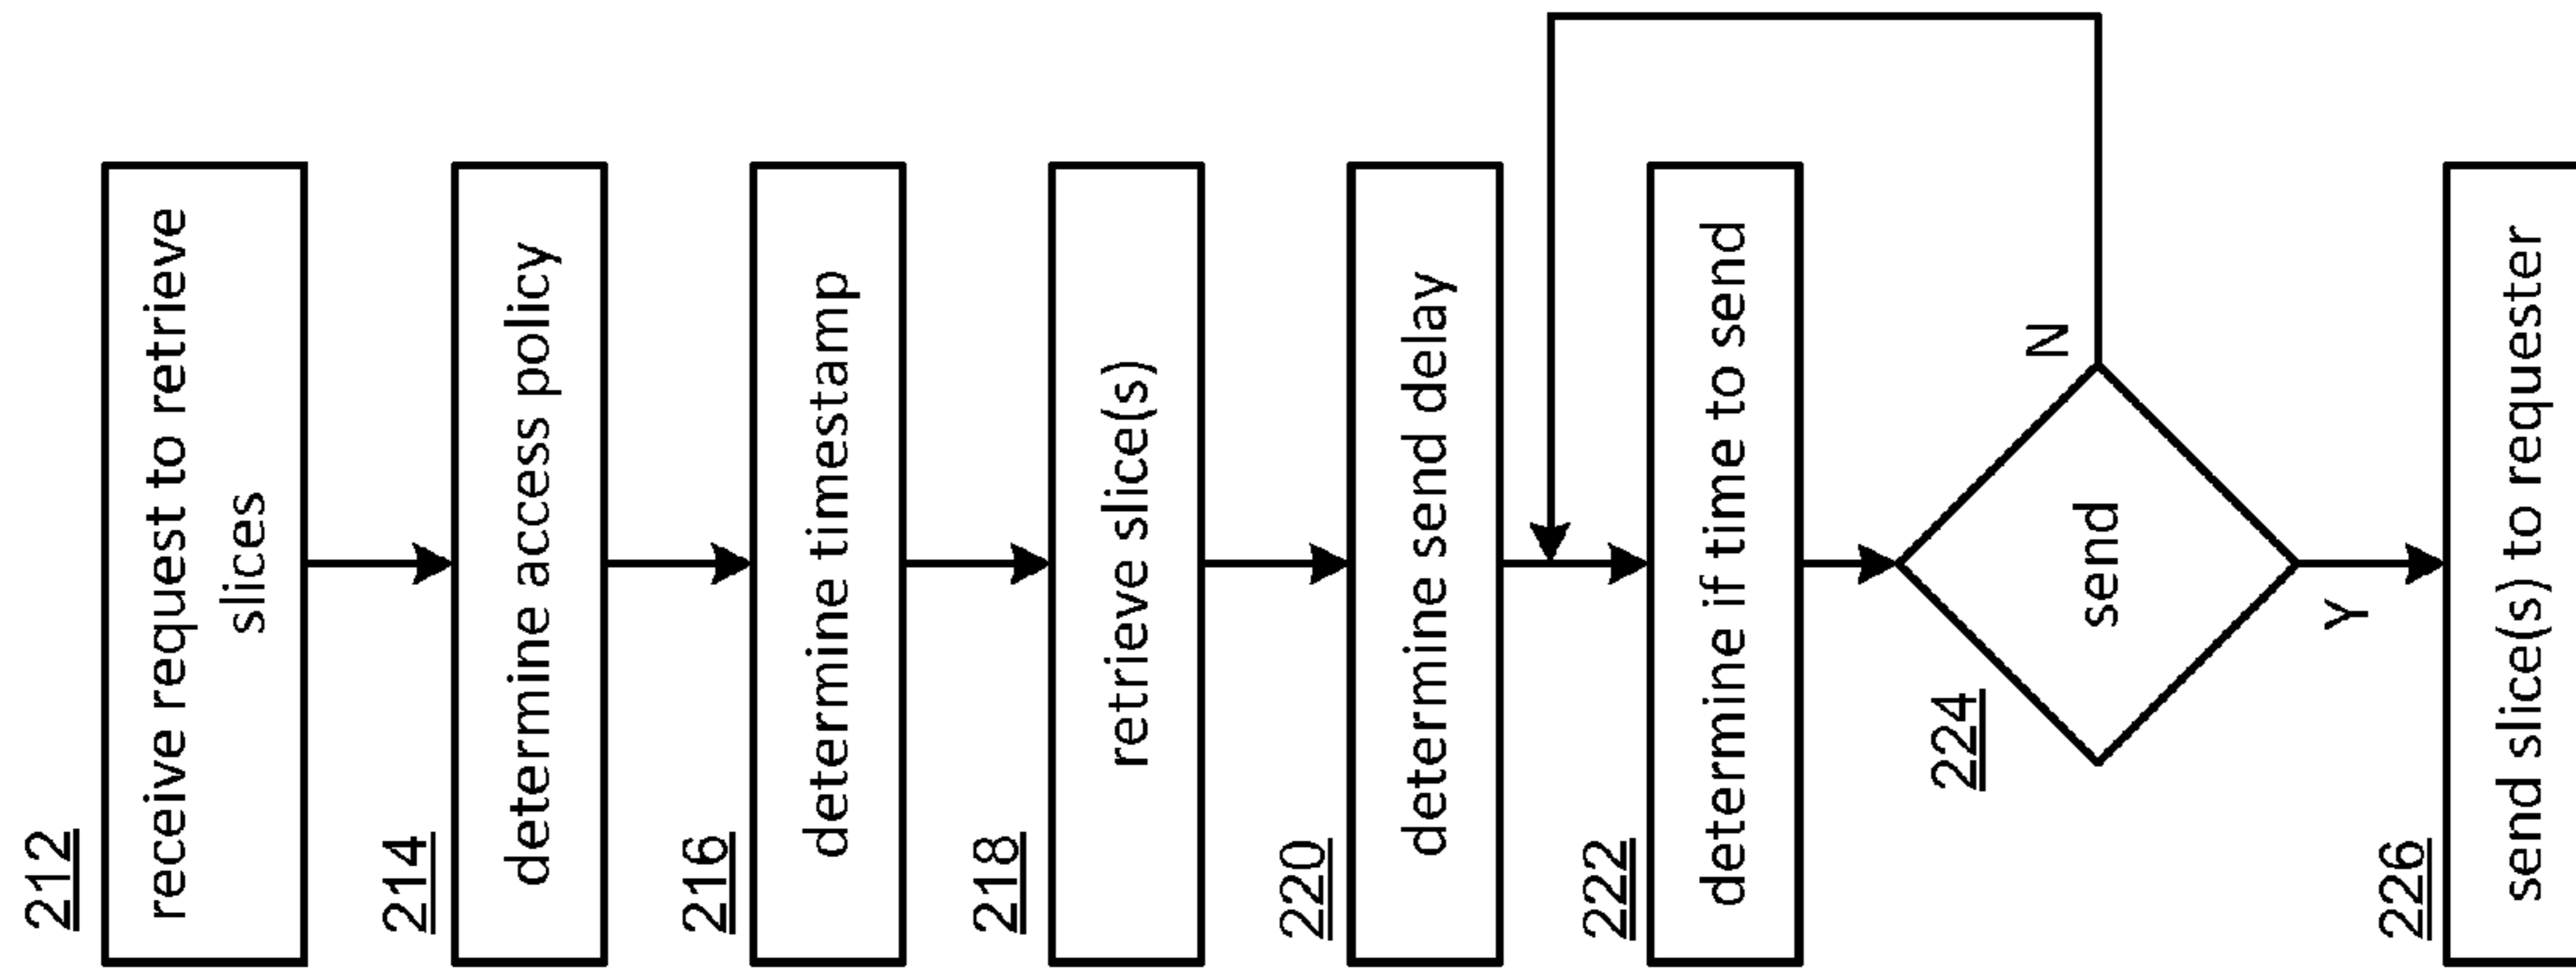 212
receive request to retrieve
slices
214
determine access policy
216
determine timestamp
218
retrieve slice(s)
220
determine send delay
222
determine if time to send
224
send
N
Y
226
send slice(s) to requester